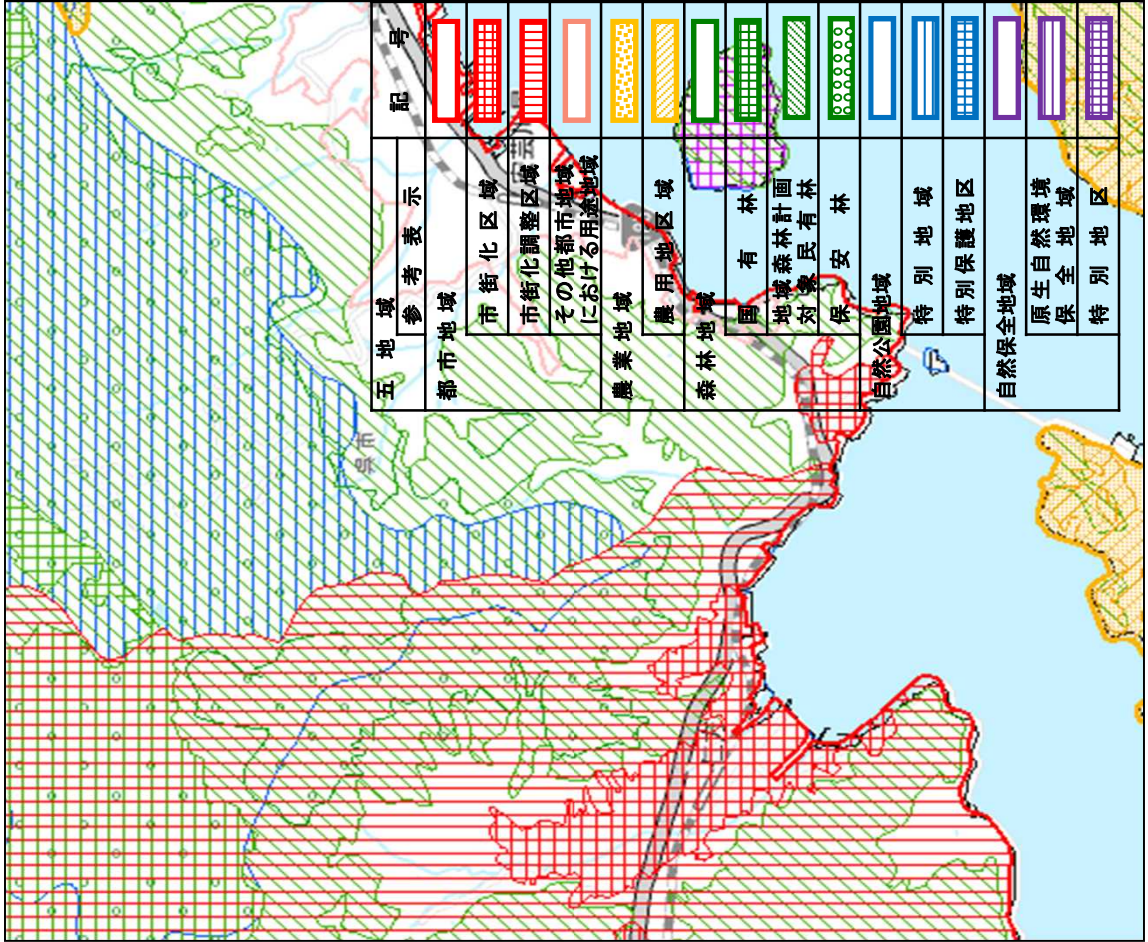 五地域
参考表示
記号
都市地域
市街化区域
市街化調整区域
その他都市地域
における用途地域
農業地域
農用地区域
森林地域
国有林
地域森林計画
対象民有林
保安林
自然公園地域
特別地域
特別保護地区
自然保全地域
原生自然環境
保全地域
特別地区
呉市